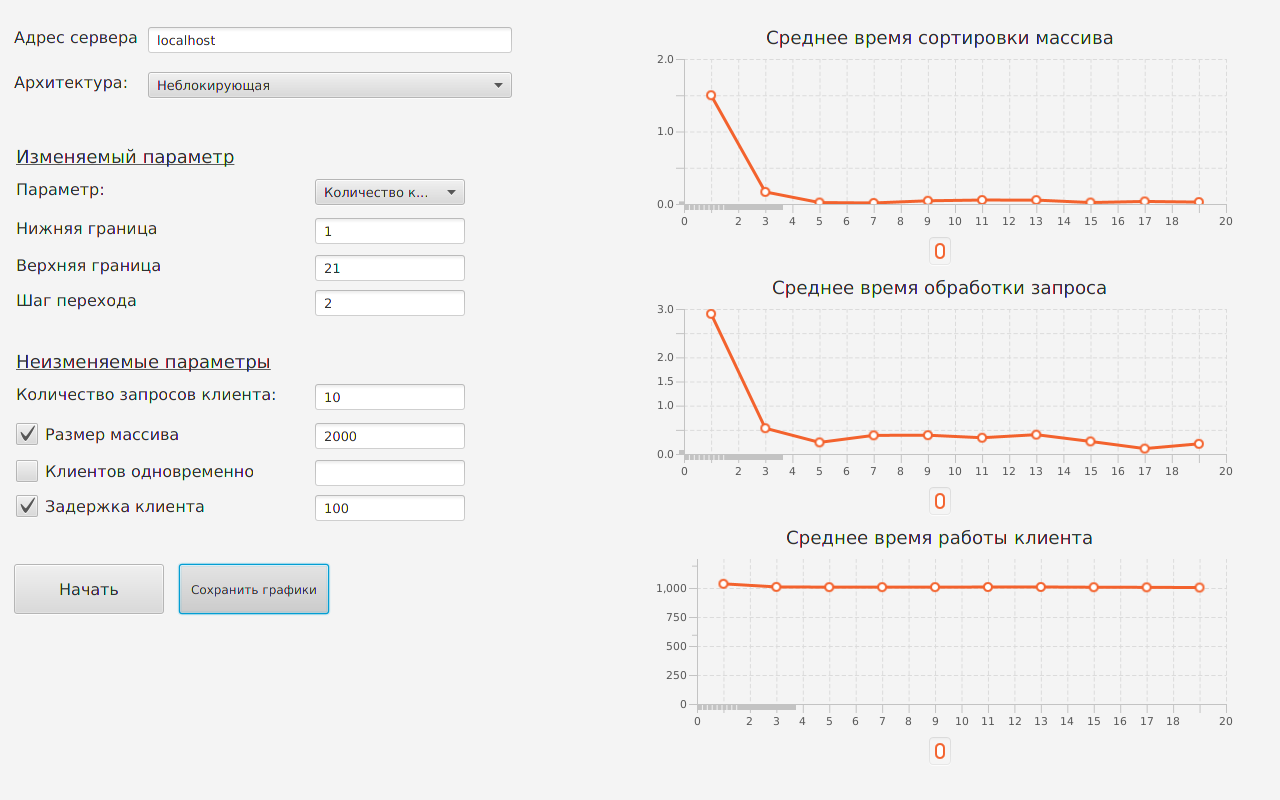 Адрес сервера
localhost
Архитектура:
Неблокирующая
Изменяемый параметр
Параметр:
Количество к...
Нижняя граница
1
Верхняя граница
21
Шаг перехода
2
Неизменяемые параметры
Количество запросов клиента:
10
Размер массива
2000
Клиентов одновременно
Задержка клиента
100
Начать
Сохранить графики
Среднее время сортировки массива
2.0
1.0
0.0
0 2 3 4 5 6 7 8 9 10 11 12 13 14 15 16 17 18 20
0
Среднее время обработки запроса
3.0
2.0
1.5
1.0
0.0
0 2 3 4 5 6 7 8 9 10 11 12 13 14 15 16 17 18 20
0
Среднее время работы клиента
1,000
750
500
250
0
0 2 3 4 5 6 7 8 9 10 11 12 13 14 15 16 17 18 20
0